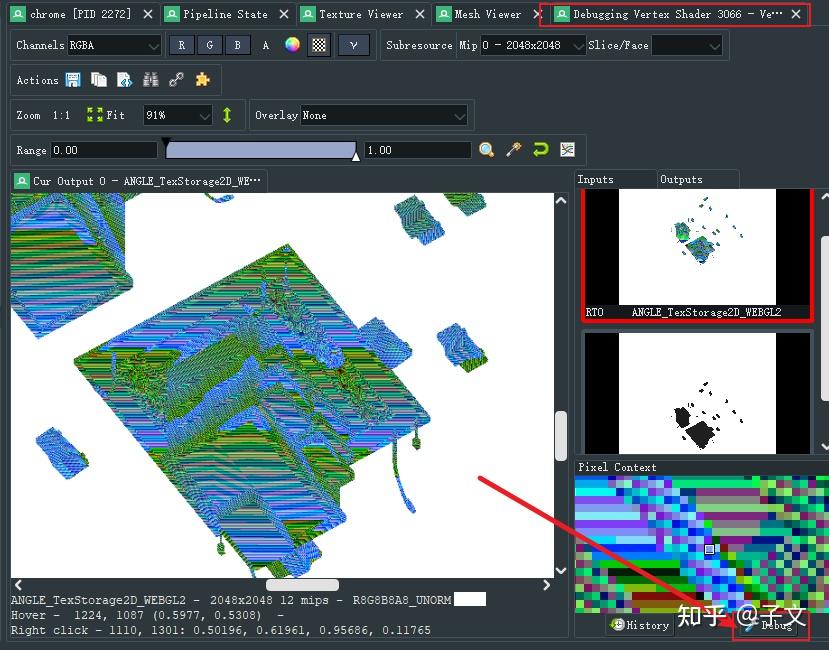 chrome [PID 2272] Pipeline State Texture Viewer Mesh Viewer Debugging Vertex Shader 3066 - Ve···
Channels RGBA R G B A γ Subresource Mip 0 - 2048x2048 Slice/Face
Actions
Zoom 1:1 Fit 91% Overlay None
Range 0.00 1.00
Cur Output 0 - ANGLE_TexStorage2D_WE···
Inputs Outputs
RT0 ANGLE_TexStorage2D_WEBGL2
Pixel Context
ANGLE_TexStorage2D_WEBGL2 - 2048x2048 12 mips - R8G8B8A8_UNORM
Hover - 1224, 1087 (0.5977, 0.5308) -
Right click - 1110, 1301: 0.50196, 0.61961, 0.95686, 0.11765
History Debug
知乎 @子文